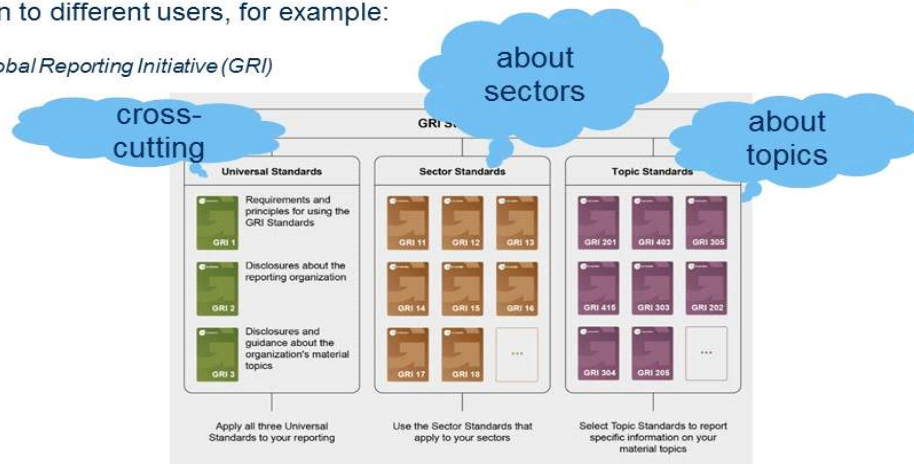 n to different users, for example:
obal Reporting Initiative (GRI)
about
sectors
cross-
cutting
about
topics
GRI S
Universal Standards
Requirements and
principles for using the
GRI Standards
GRI 1
Disclosures about the
reporting organization
GRI 2
Disclosures and
guidance about the
organization's material
topics
GRI 3
Apply all three Universal
Standards to your reporting
Sector Standards
GRI 11 GRI 12 GRI 13
GRI 14 GRI 15 GRI 16
GRI 17 GRI 18 ...
Use the Sector Standards that
apply to your sectors
Topic Standards
GRI 201 GRI 403 GRI 305
GRI 415 GRI 303 GRI 202
GRI 304 GRI 205 ...
Select Topic Standards to report
specific information on your
material topics